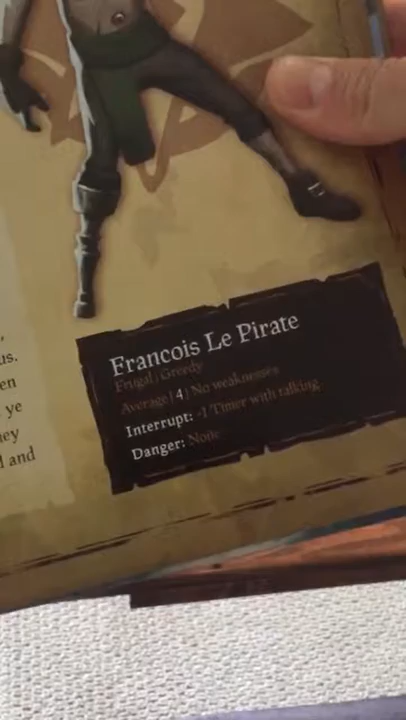 us.
en
ye
ey
l and
Francois Le Pirate
Frugal | Greedy
Average | 4 | No weaknesses
Interrupt: -1 Timer with talking
Danger: None